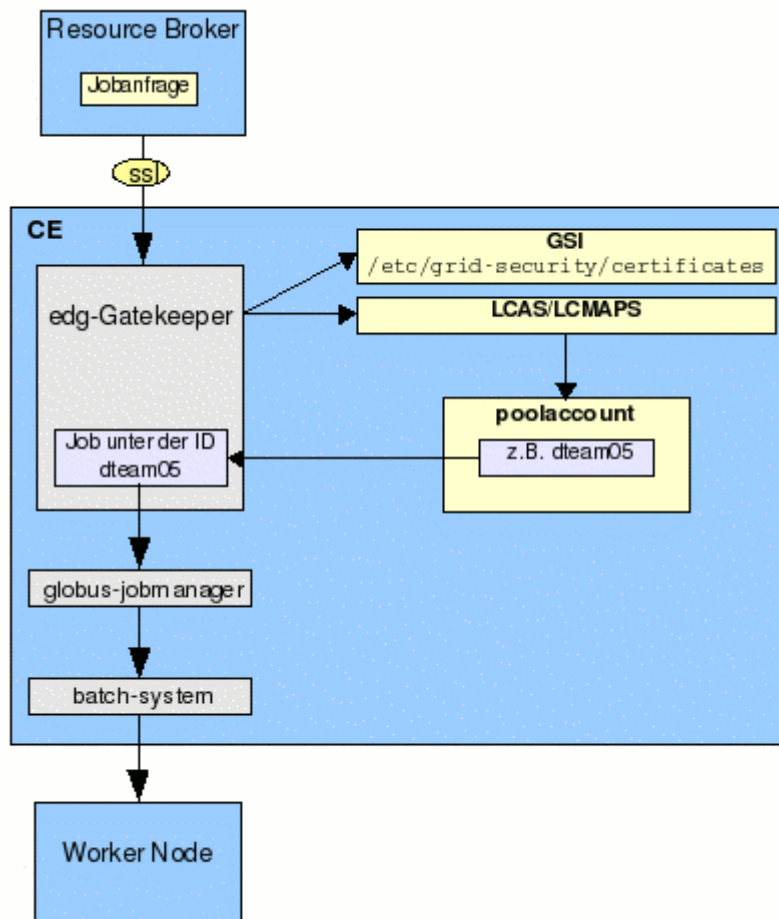 Resource Broker
Jobanfrage
ssl
CE
GSI
/etc/grid-security/certificates
edg-Gatekeeper
LCAS/LCMAPS
poolaccount
z.B. dteam05
Job unter der ID
dteam05
globus-jobmanager
batch-system
Worker Node